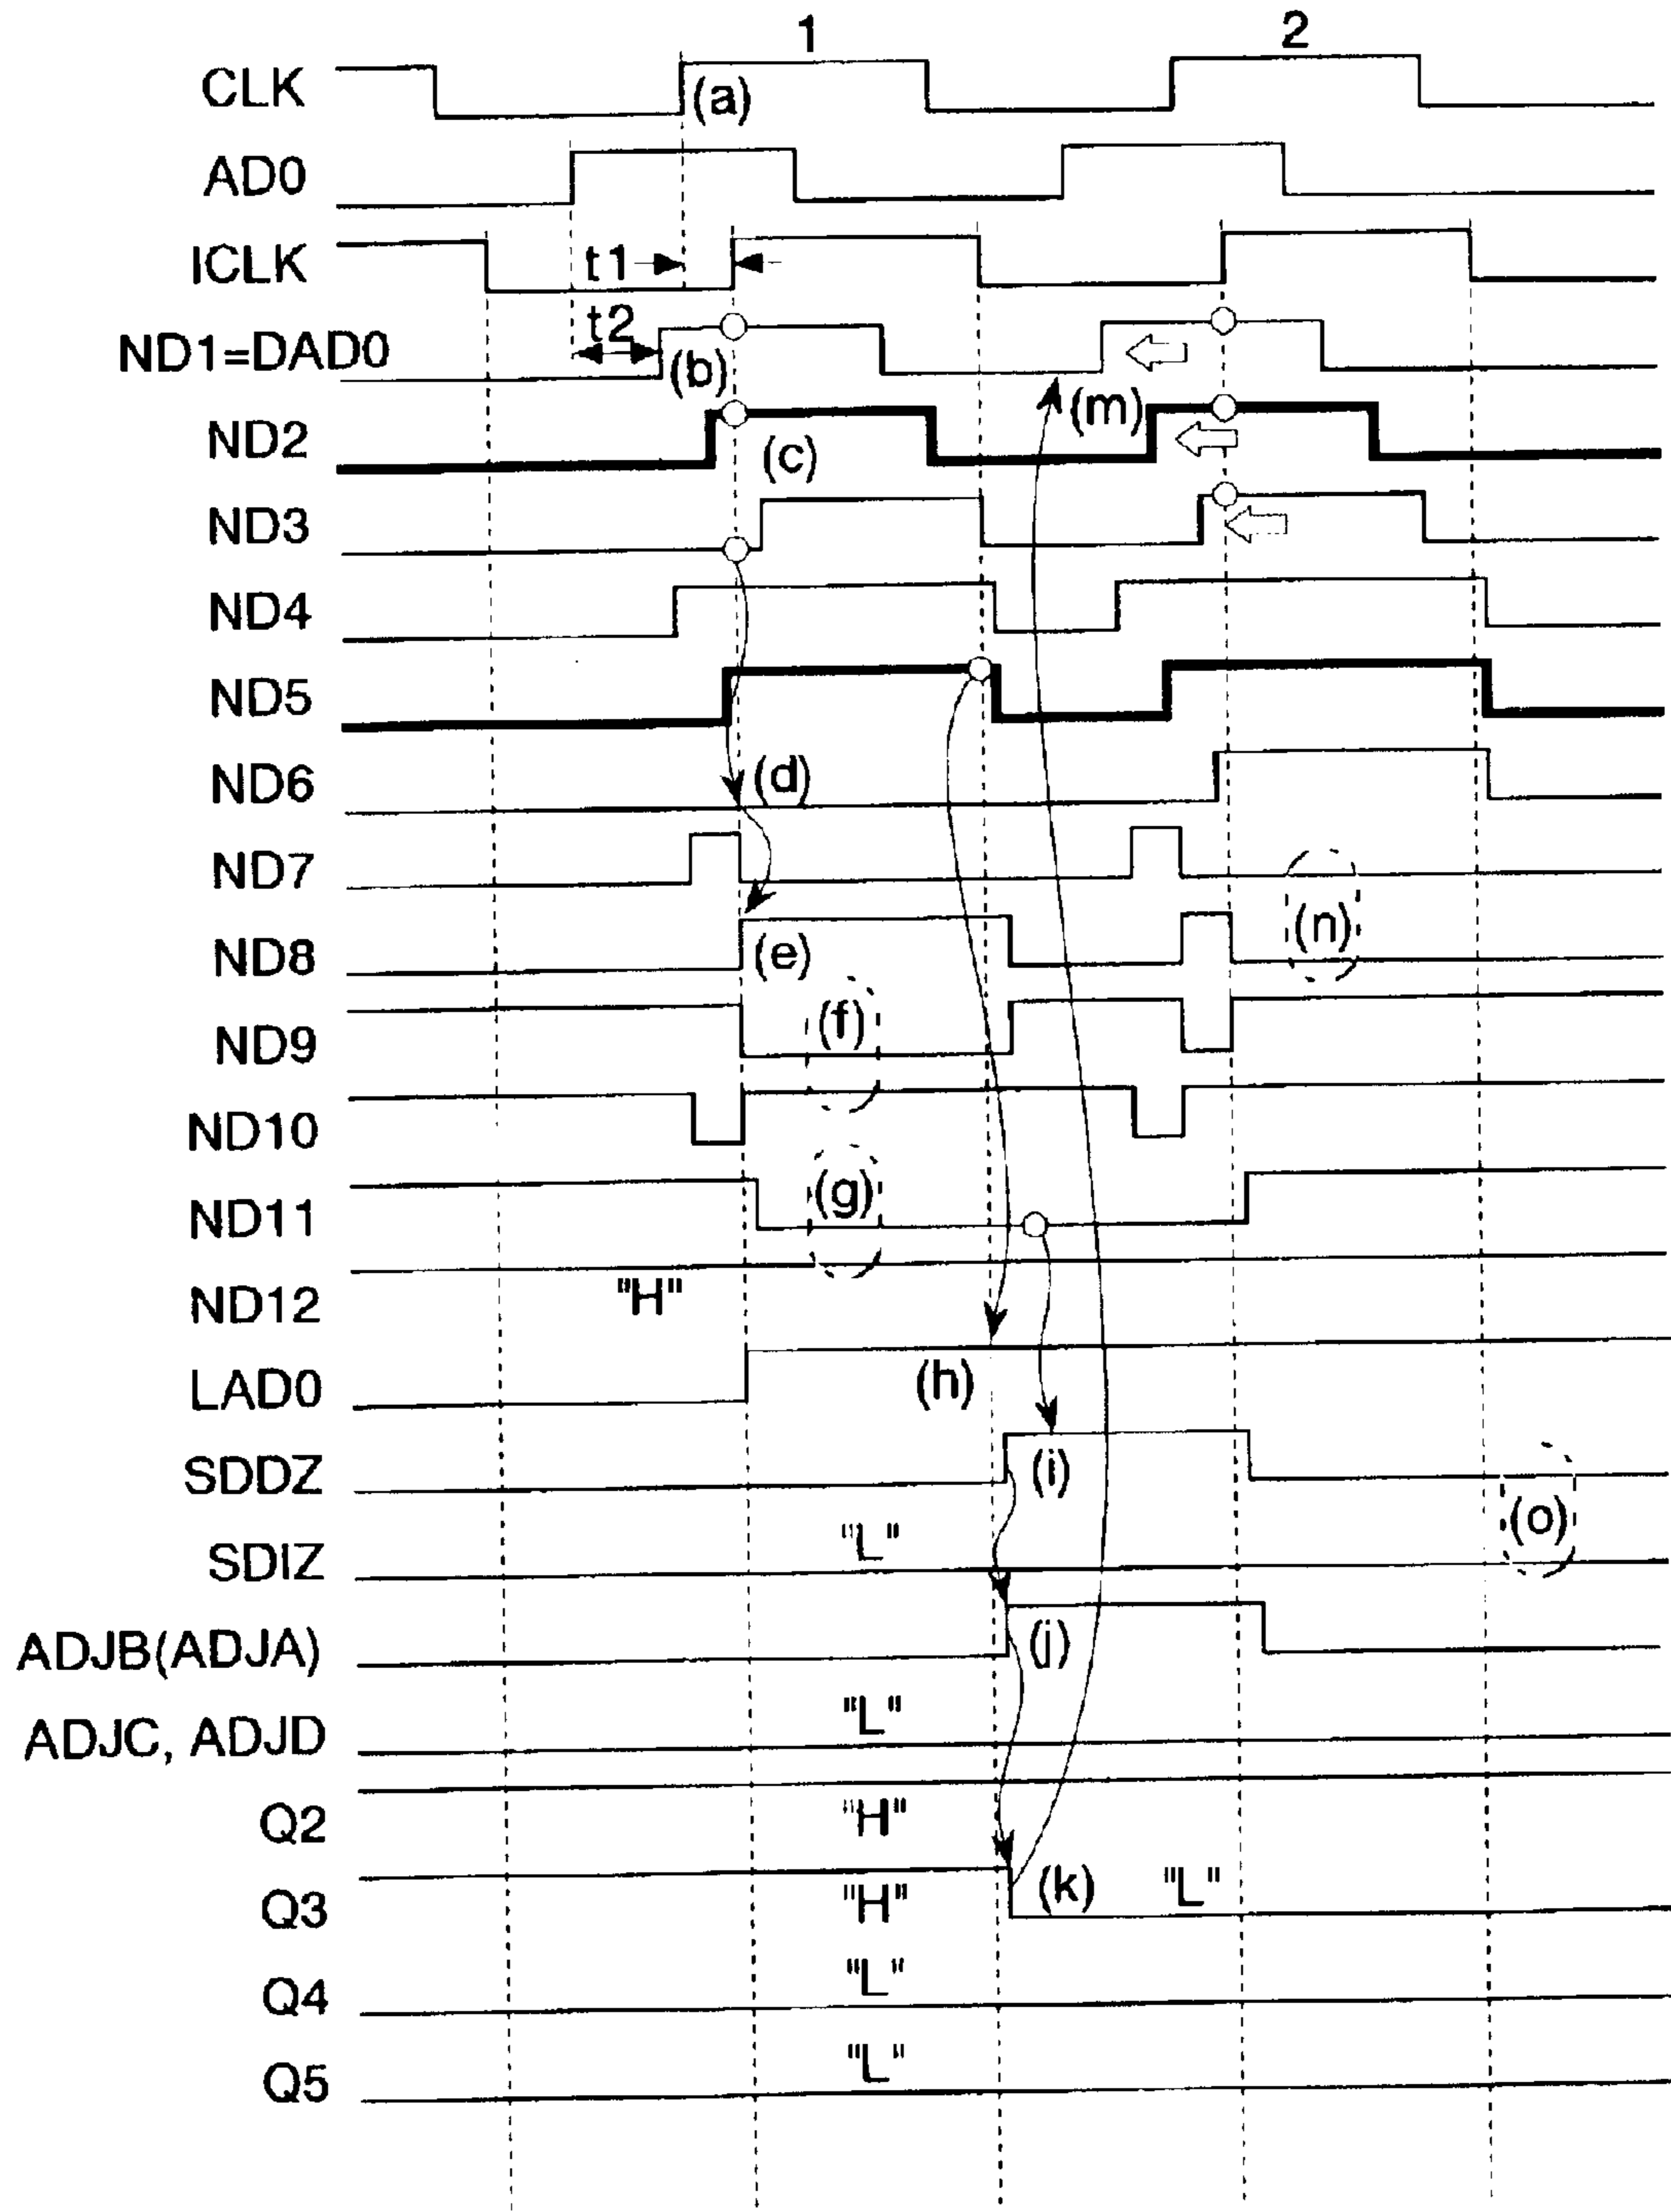 1 2
CLK (a)
AD0
ICLK t1
ND1=DAD0 t2 (b)
ND2 (c) (m)
ND3
ND4
ND5
ND6 (d)
ND7
ND8 (e) (n)
ND9 (f)
ND10
ND11 (g)
ND12 "H"
LAD0 (h)
SDDZ (i)
SDIZ "L" (o)
ADJB(ADJA) (j)
ADJC, ADJD "L"
Q2 "H"
Q3 "H" (k) "L"
Q4 "L"
Q5 "L"